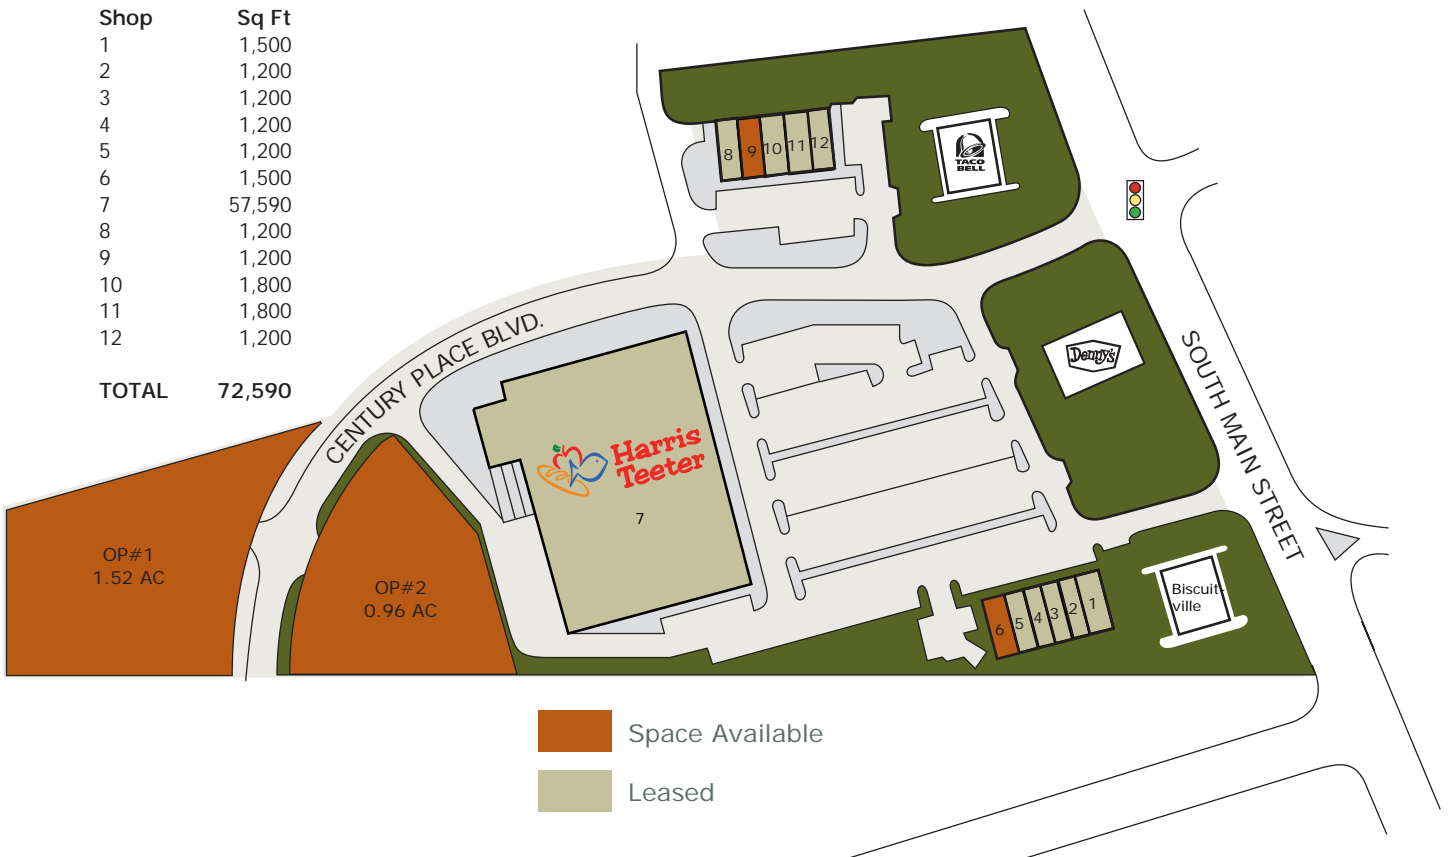 Shop Sq Ft
1 1,500
2 1,200
3 1,200
4 1,200
5 1,200
6 1,500
7 57,590
8 1,200
9 1,200
10 1,800
11 1,800
12 1,200
TOTAL 72,590
8 9 10 11 12
TACO
BELL
CENTURY PLACE BLVD.
Denny's
SOUTH MAIN STREET
Harris
Teeter
7
OP#1
1.52 AC
OP#2
0.96 AC
6 5 4 3 2 1
Biscuit-
ville
Space Available
Leased